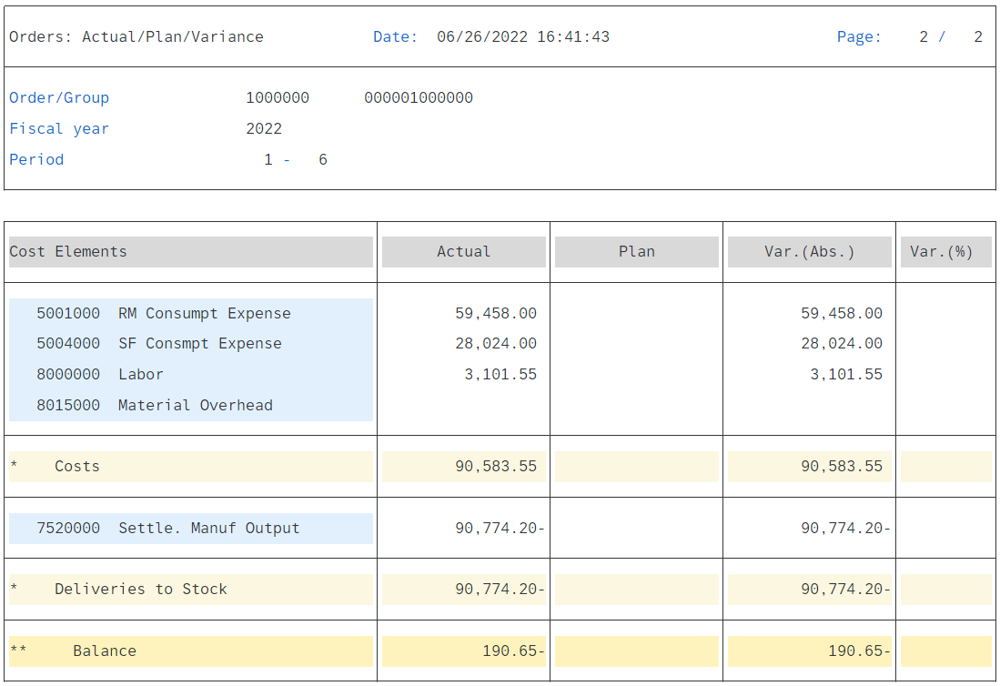 Orders: Actual/Plan/Variance Date: 06/26/2022 16:41:43 Page: 2 / 2
Order/Group 1000000 000001000000
Fiscal year 2022
Period 1 - 6
Cost Elements Actual Plan Var.(Abs.) Var.(%)
5001000 RM Consumpt Expense 59,458.00 59,458.00
5004000 SF Consmpt Expense 28,024.00 28,024.00
8000000 Labor 3,101.55 3,101.55
8015000 Material Overhead
* Costs 90,583.55 90,583.55
7520000 Settle. Manuf Output 90,774.20- 90,774.20-
* Deliveries to Stock 90,774.20- 90,774.20-
** Balance 190.65- 190.65-